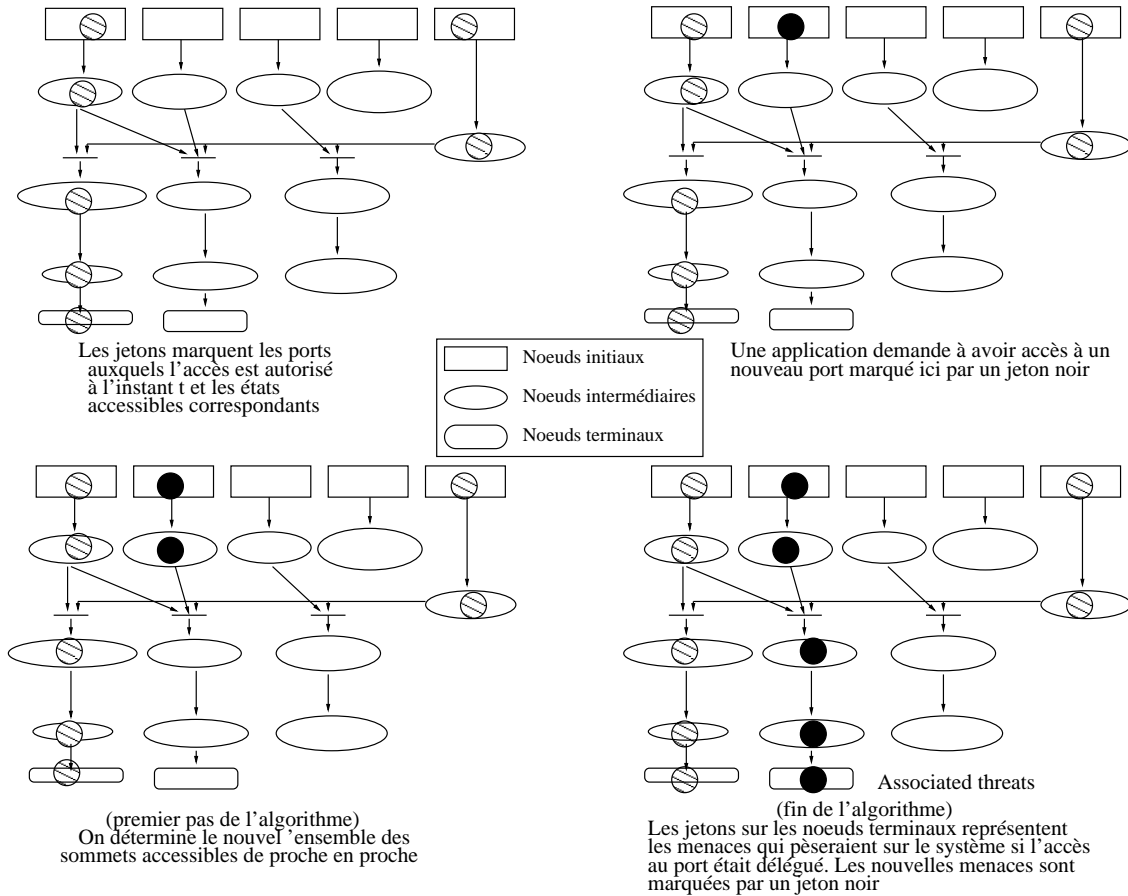 Les jetons marquent les ports
auxquels l’accès est autorisé
à l’instant t et les états
accessibles correspondants
Une application demande à avoir accès à un
nouveau port marqué ici par un jeton noir
Noeuds initiaux
Noeuds intermédiaires
Noeuds terminaux
(premier pas de l’algorithme)
On détermine le nouvel ’ensemble des
sommets accessibles de proche en proche
Associated threats
(fin de l’algorithme)
Les jetons sur les noeuds terminaux représentent
les menaces qui pèseraient sur le système si l’accès
au port était délégué. Les nouvelles menaces sont
marquées par un jeton noir